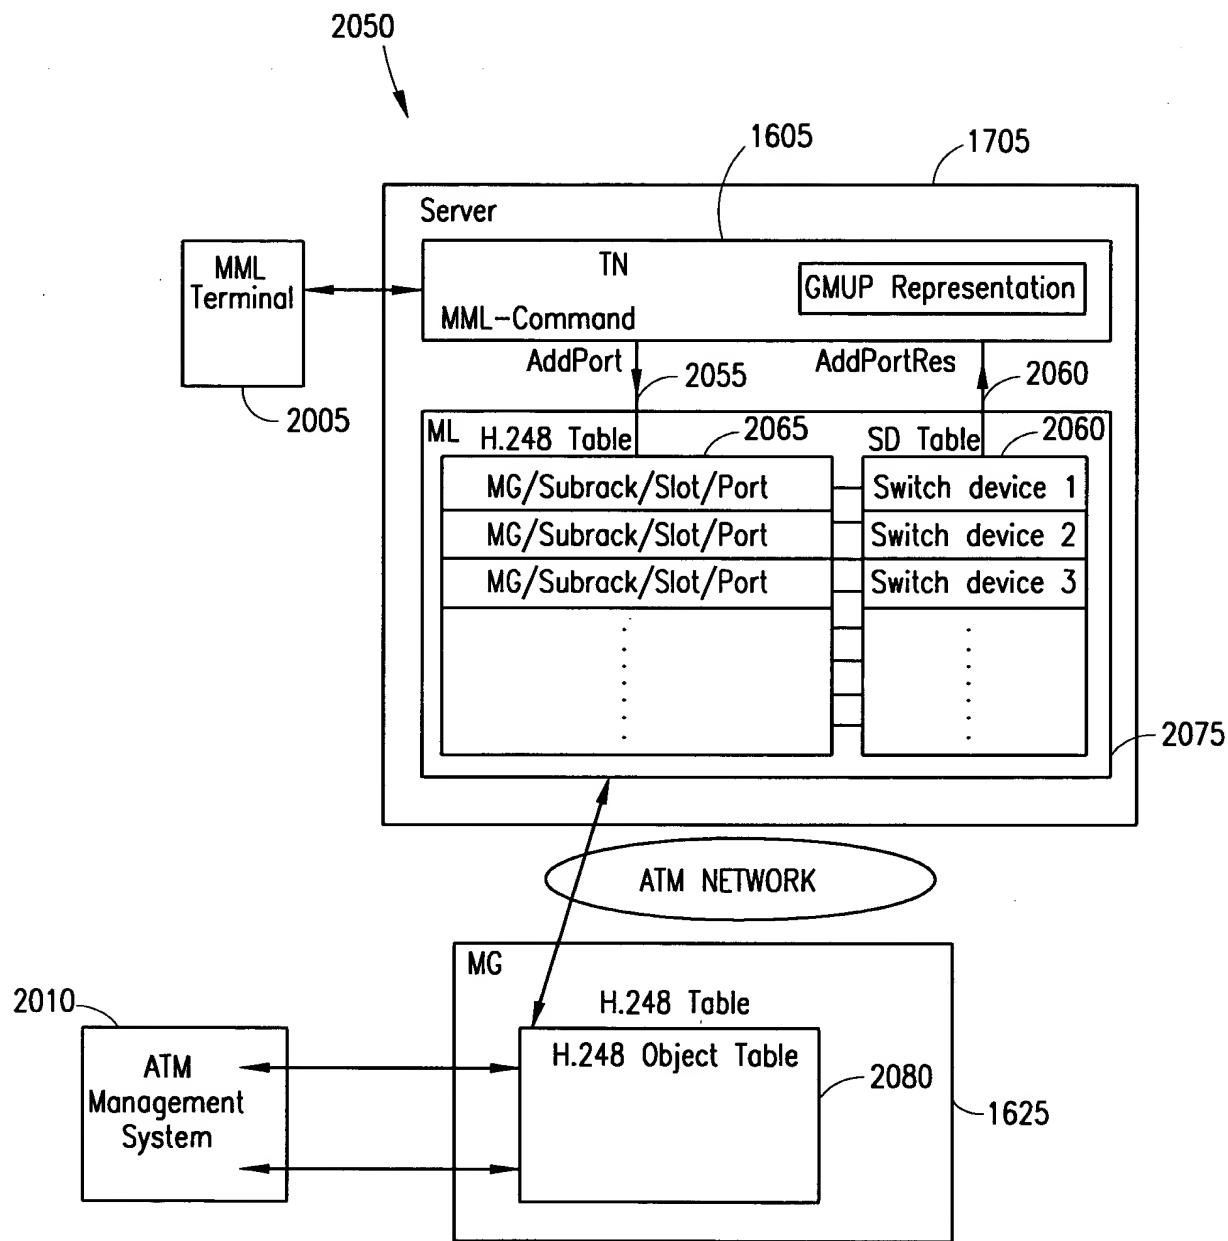 2050
1605
1705
Server
MML
Terminal
TN
GMUP Representation
MML-Command
AddPort
AddPortRes
2055
2060
2005
ML
H.248 Table
2065
SD Table
2060
MG/Subrack/Slot/Port
Switch device 1
MG/Subrack/Slot/Port
Switch device 2
MG/Subrack/Slot/Port
Switch device 3
2075
ATM NETWORK
MG
2010
H.248 Table
H.248 Object Table
ATM
Management
System
2080
1625